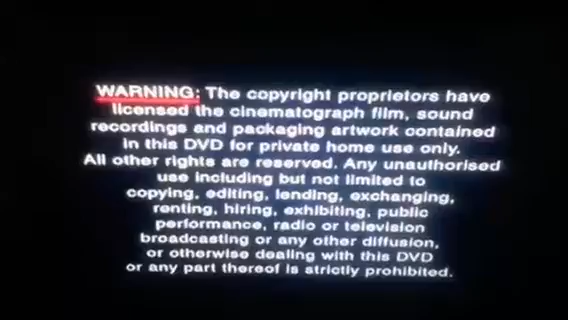 WARNING: The copyright proprietors have
licensed the cinematograph film, sound
recordings and packaging artwork contained
in this DVD for private home use only.
All other rights are reserved. Any unauthorised
use including but not limited to
copying, editing, lending, exchanging,
renting, hiring, exhibiting, public
performance, radio or television
broadcasting or any other diffusion,
or otherwise dealing with this DVD
or any part thereof is strictly prohibited.